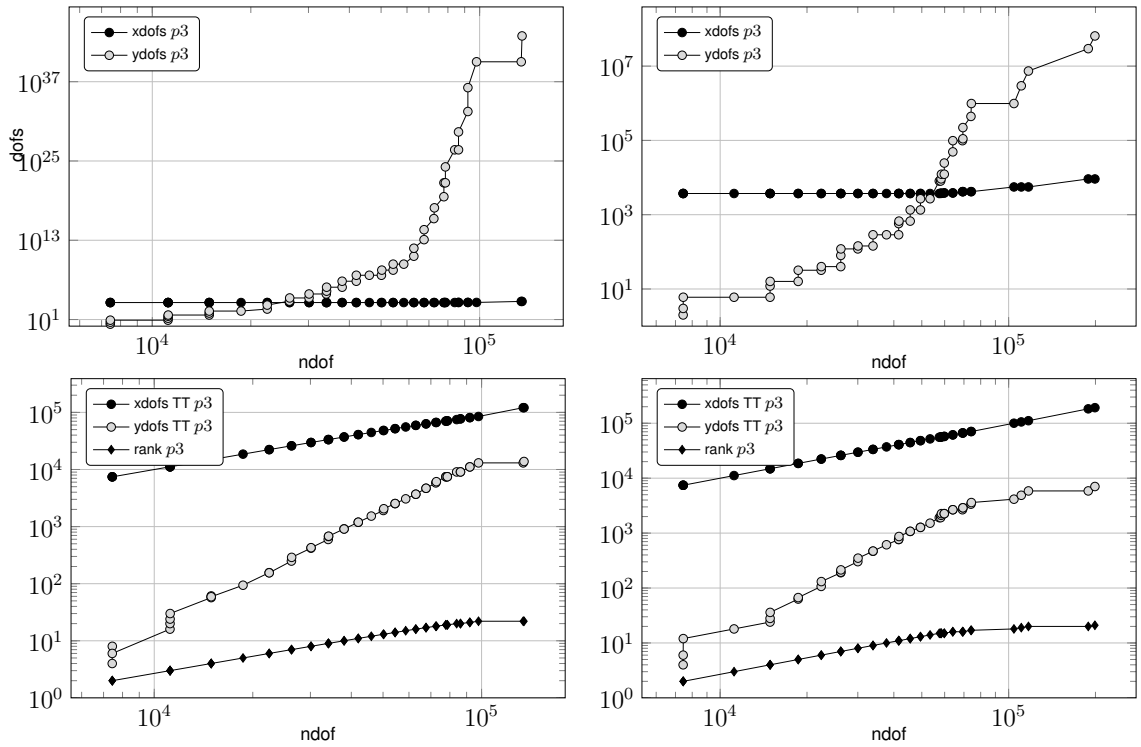 xdofs p3
ydofs p3
10^37
10^25
10^13
10^1
dofs
10^4
10^5
ndof
xdofs p3
ydofs p3
10^7
10^5
10^3
10^1
10^4
10^5
ndof
xdofs TT p3
ydofs TT p3
rank p3
10^5
10^4
10^3
10^2
10^1
10^0
10^4
10^5
ndof
xdofs TT p3
ydofs TT p3
rank p3
10^5
10^4
10^3
10^2
10^1
10^0
10^4
10^5
ndof